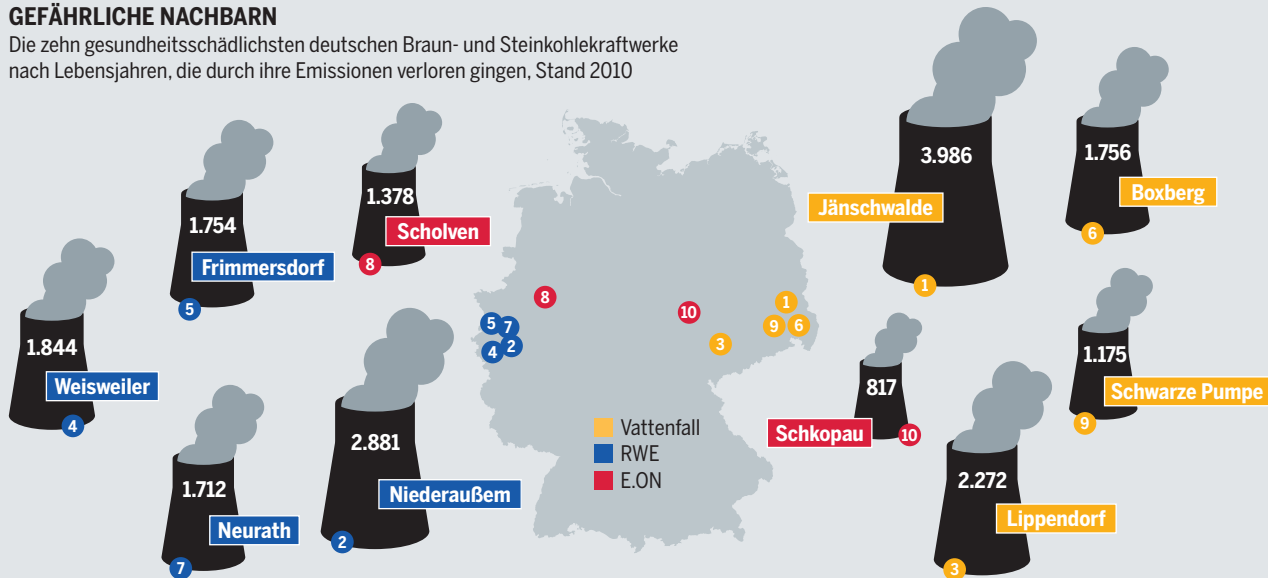 GEFÄHRLICHE NACHBARN
Die zehn gesundheitsschädlichsten deutschen Braun- und Steinkohlekraftwerke
nach Lebensjahren, die durch ihre Emissionen verloren gingen, Stand 2010
3.986
Jänschwalde
1
1.756
Boxberg
6
1.378
Scholven
8
1.754
Frimmersdorf
5
1.844
Weisweiler
4
1.712
Neurath
7
2.881
Niederaußem
2
8
5
7
4
2
10
1
9
6
3
Vattenfall
RWE
E.ON
817
Schkopau
10
1.175
Schwarze Pumpe
9
2.272
Lippendorf
3